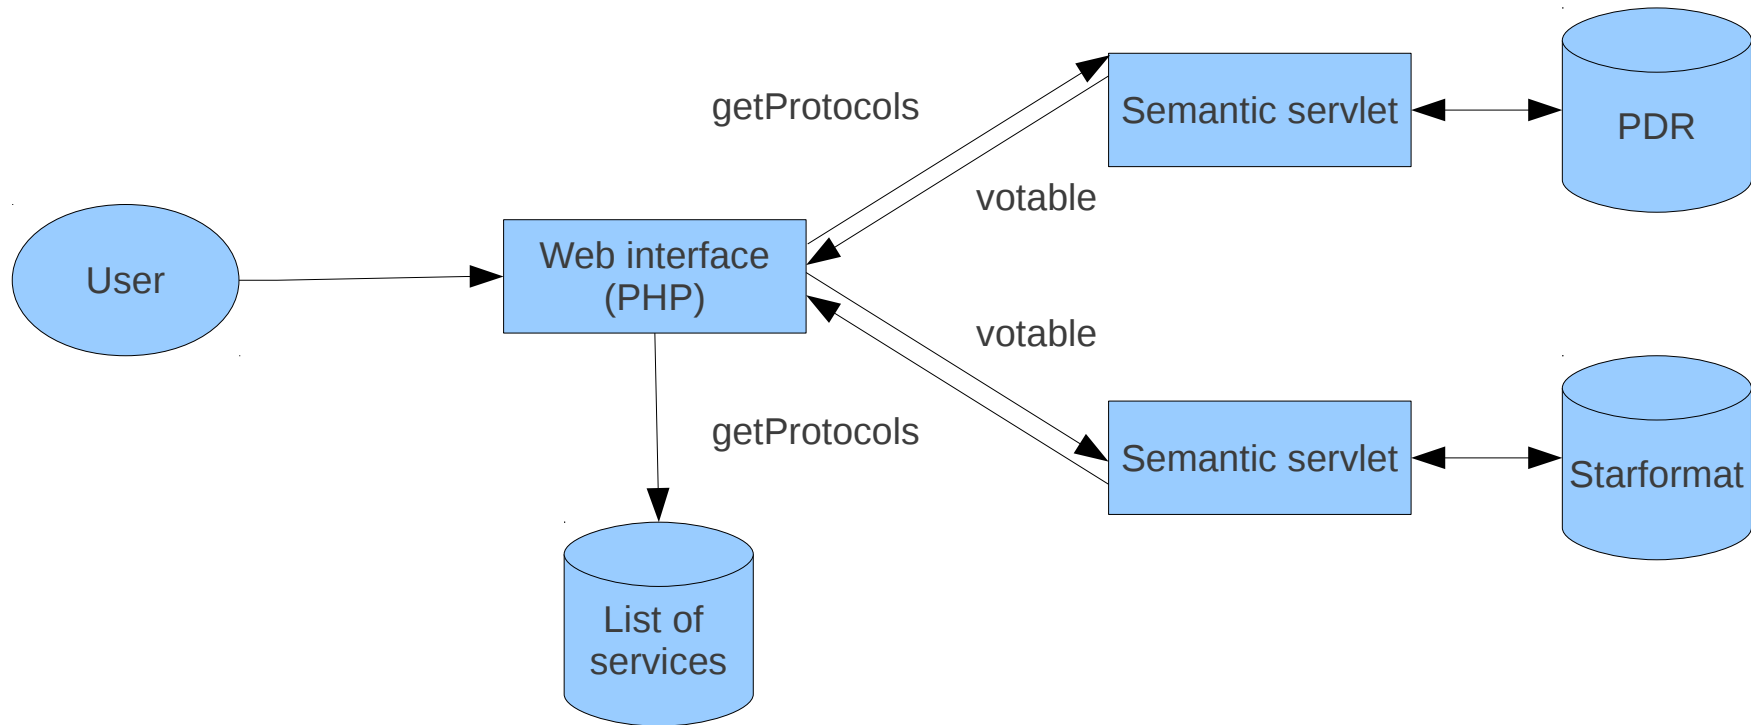 getProtocols
Semantic servlet
PDR
votable
User
Web interface
(PHP)
votable
getProtocols
Semantic servlet
Starformat
List of
services